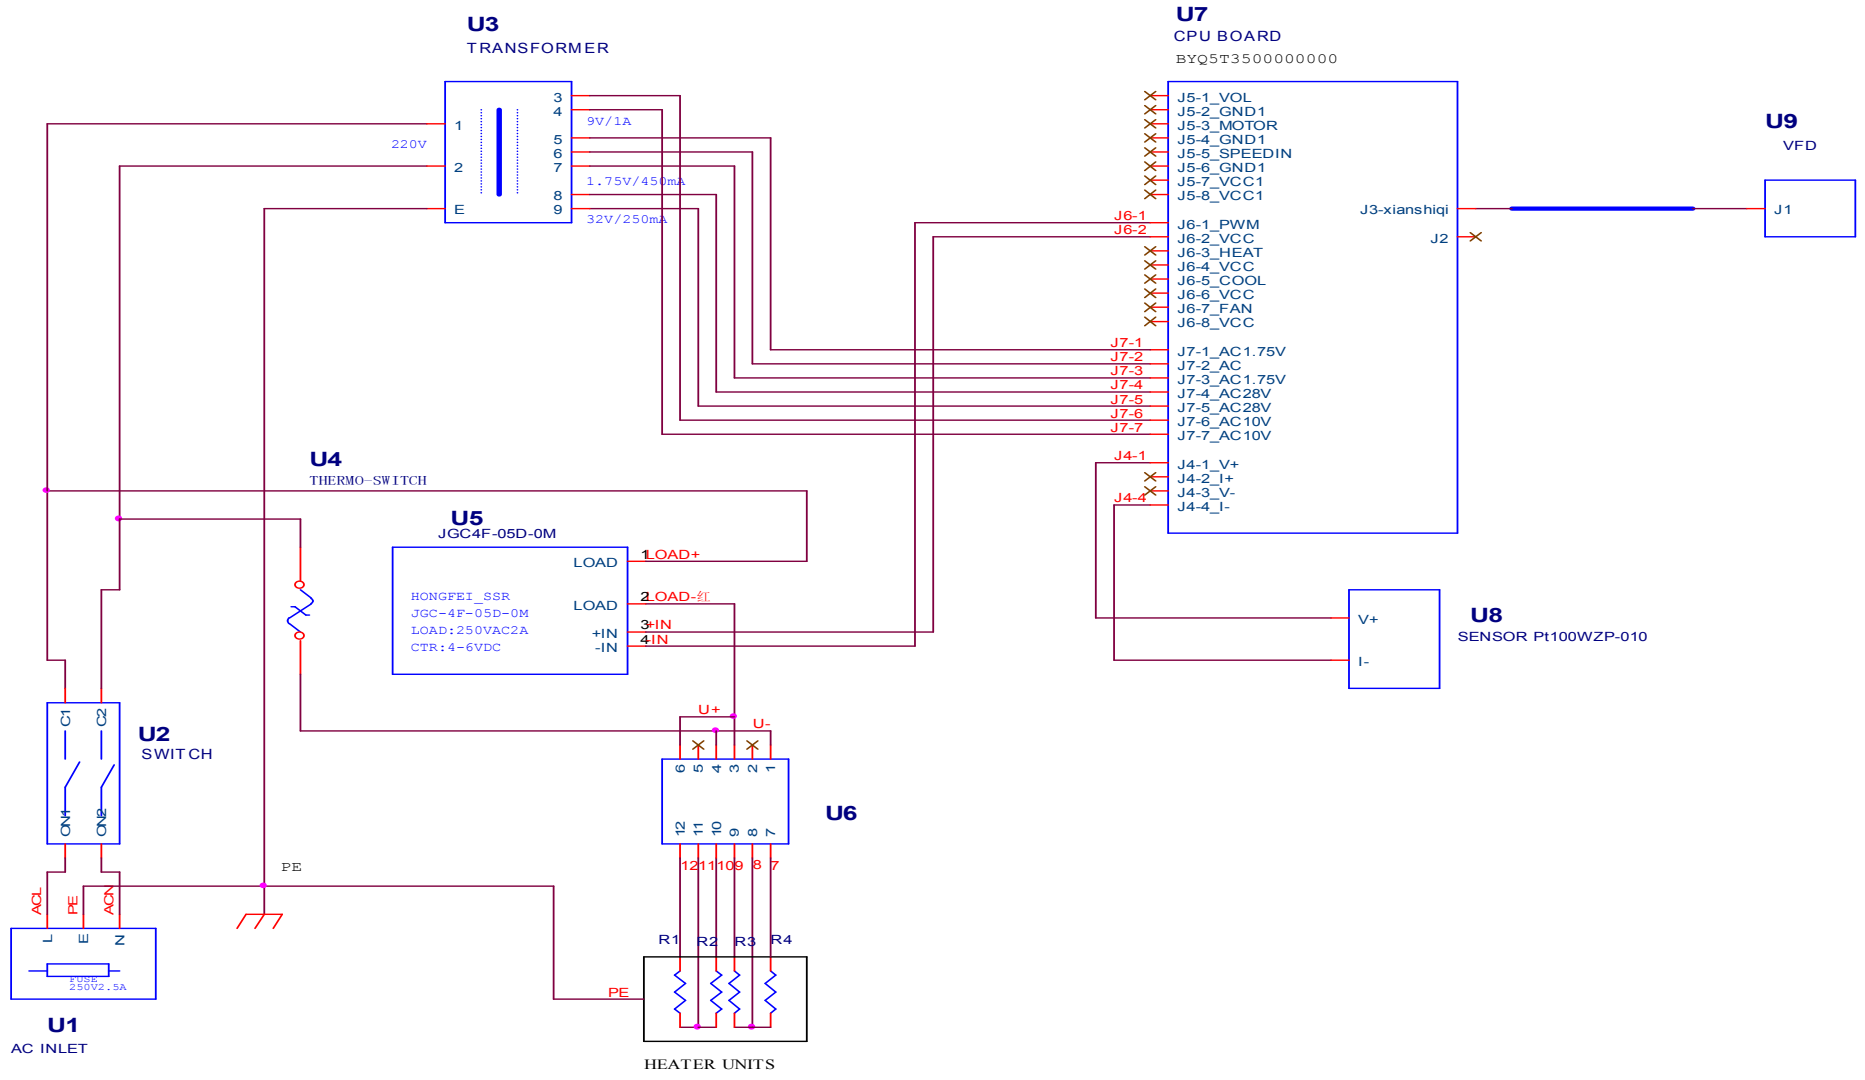 U3
TRANSFORMER
1
2
E
220V
3
4
5
6
7
8
9
9V/1A
1.75V/450mA
32V/250mA
U7
CPU BOARD
BYQ5T3500000000
J5-1_VOL
J5-2_GND1
J5-3_MOTOR
J5-4_GND1
J5-5_SPEEDIN
J5-6_GND1
J5-7_VCC1
J5-8_VCC1
J6-1
J6-2
J6-1_PWM
J6-2_VCC
J6-3_HEAT
J6-4_VCC
J6-5_COOL
J6-6_VCC
J6-7_FAN
J6-8_VCC
J7-1
J7-2
J7-3
J7-4
J7-5
J7-6
J7-7
J7-1_AC1.75V
J7-2_AC
J7-3_AC1.75V
J7-4_AC28V
J7-5_AC28V
J7-6_AC10V
J7-7_AC10V
J4-1
J4-4
J4-1_V+
J4-2_I+
J4-3_V-
J4-4_I-
J3-xianshiqi
J2
U9
VFD
J1
U4
THERMO-SWITCH
U5
JGC4F-05D-0M
HONGFEI_SSR
JGC-4F-05D-0M
LOAD:250VAC2A
CTR:4-6VDC
LOAD
LOAD
+IN
-IN
1
LOAD+
2
LOAD-红
3
+IN
4
-IN
U8
SENSOR Pt100WZP-010
V+
I-
U2
SWITCH
C1
C2
ON1
ON2
U+
U-
6
5
4
3
2
1
12
11
10
9
8
7
U6
12
11
10
9
8
7
PE
ACL
PE
ACN
L
E
N
FUSE
250V2.5A
U1
AC INLET
R1
R2
R3
R4
PE
HEATER UNITS